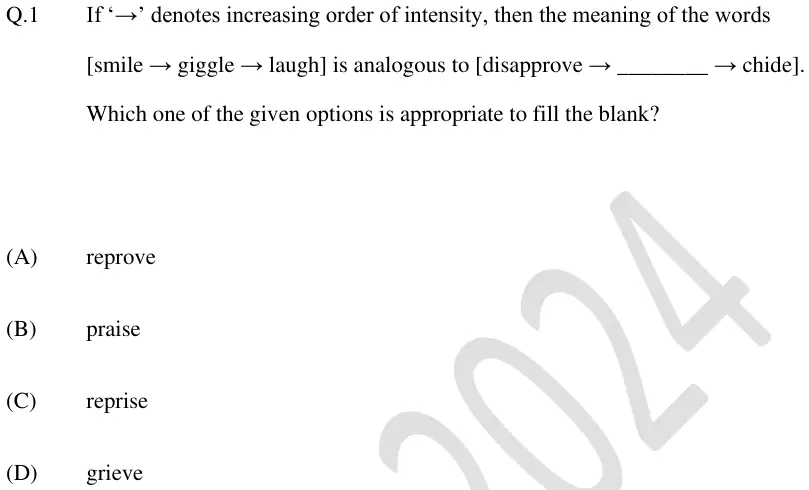 Q.1 If ‘→’ denotes increasing order of intensity, then the meaning of the words
[smile → giggle → laugh] is analogous to [disapprove → ________ → chide].
Which one of the given options is appropriate to fill the blank?
(A) reprove
(B) praise
(C) reprise
(D) grieve
2024